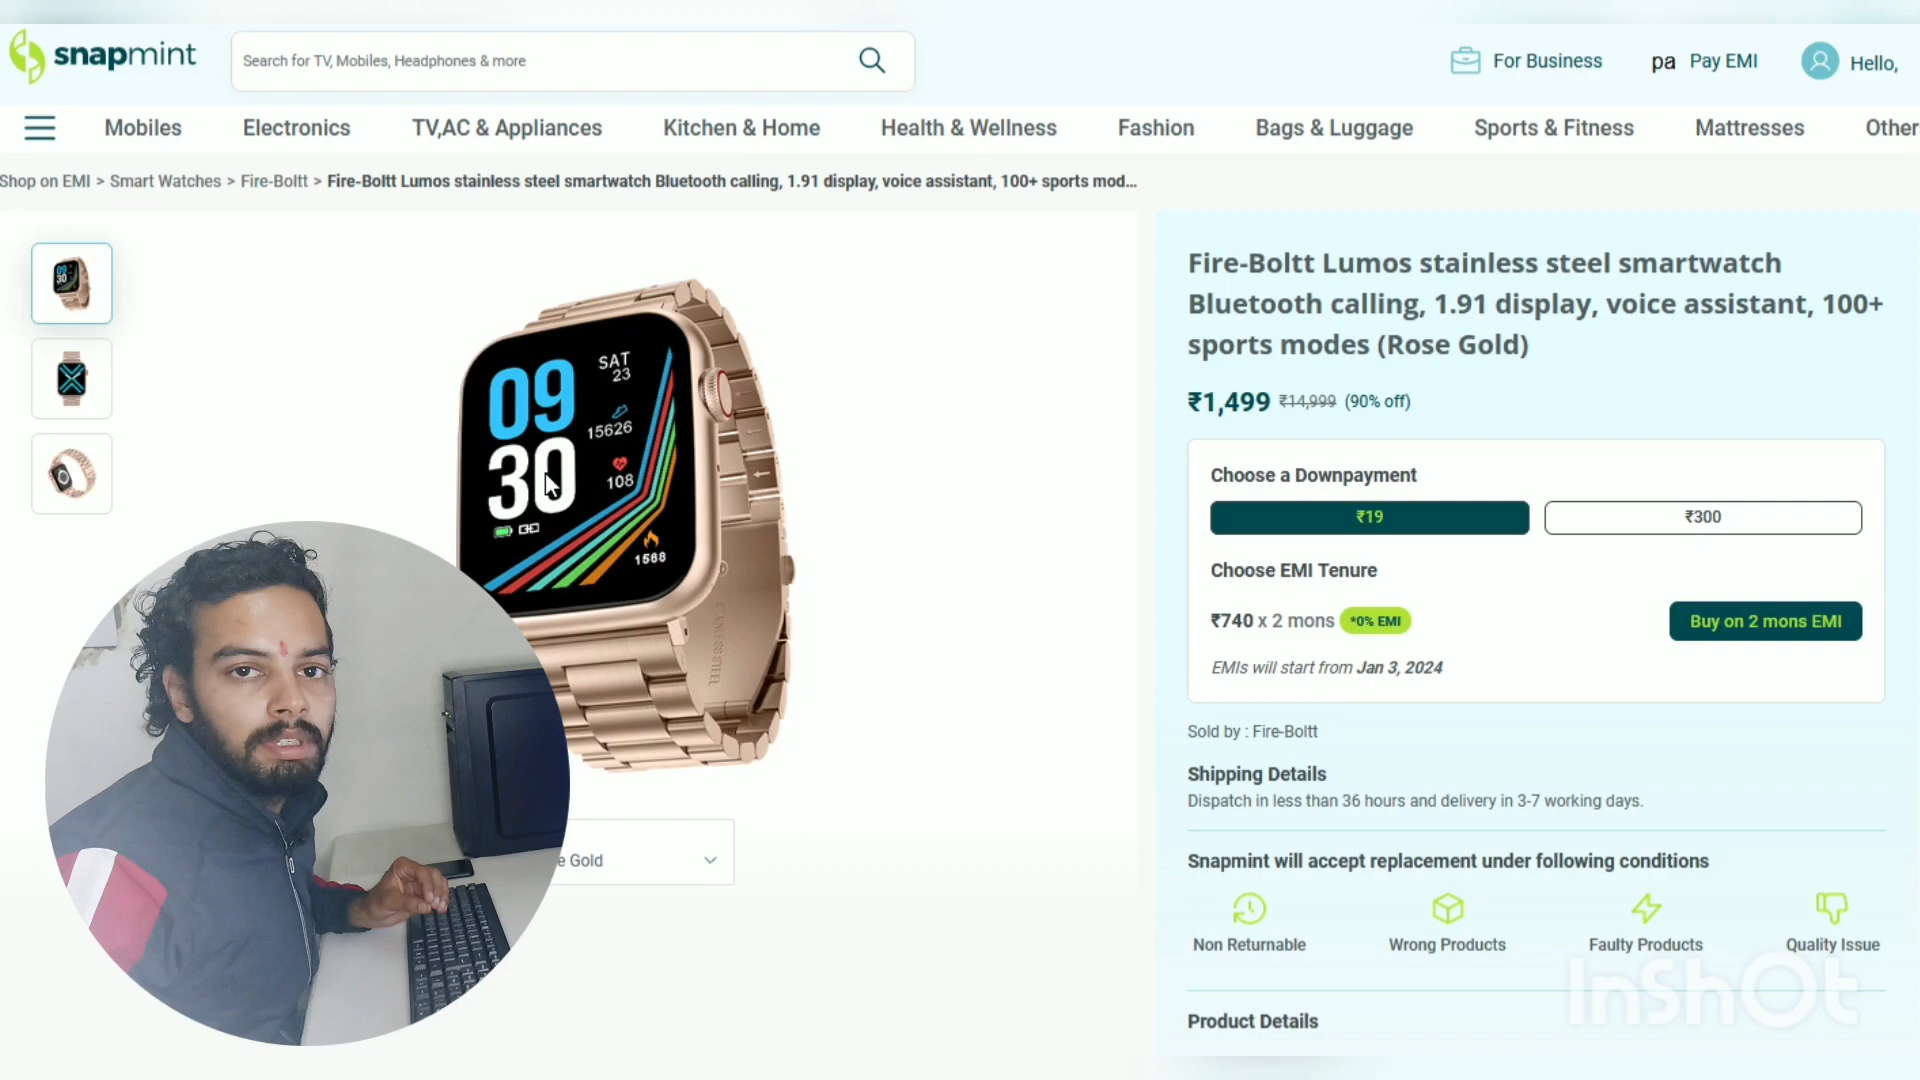 snapmint
Search for TV, Mobiles, Headphones & more
For Business
pa
Pay EMI
Hello,
Mobiles
Electronics
TV,AC & Appliances
Kitchen & Home
Health & Wellness
Fashion
Bags & Luggage
Sports & Fitness
Mattresses
Other
Shop on EMI > Smart Watches > Fire-Boltt > Fire-Boltt Lumos stainless steel smartwatch Bluetooth calling, 1.91 display, voice assistant, 100+ sports mod...
09
30
SAT
23
15626
108
1568
STAINLESS STEEL
e Gold
Fire-Boltt Lumos stainless steel smartwatch
Bluetooth calling, 1.91 display, voice assistant, 100+
sports modes (Rose Gold)
₹1,499 ₹14,999 (90% off)
Choose a Downpayment
₹19
₹300
Choose EMI Tenure
₹740 x 2 mons *0% EMI
Buy on 2 mons EMI
EMIs will start from Jan 3, 2024
Sold by : Fire-Boltt
Shipping Details
Dispatch in less than 36 hours and delivery in 3-7 working days.
Snapmint will accept replacement under following conditions
Non Returnable
Wrong Products
Faulty Products
Quality Issue
Product Details
InShOt